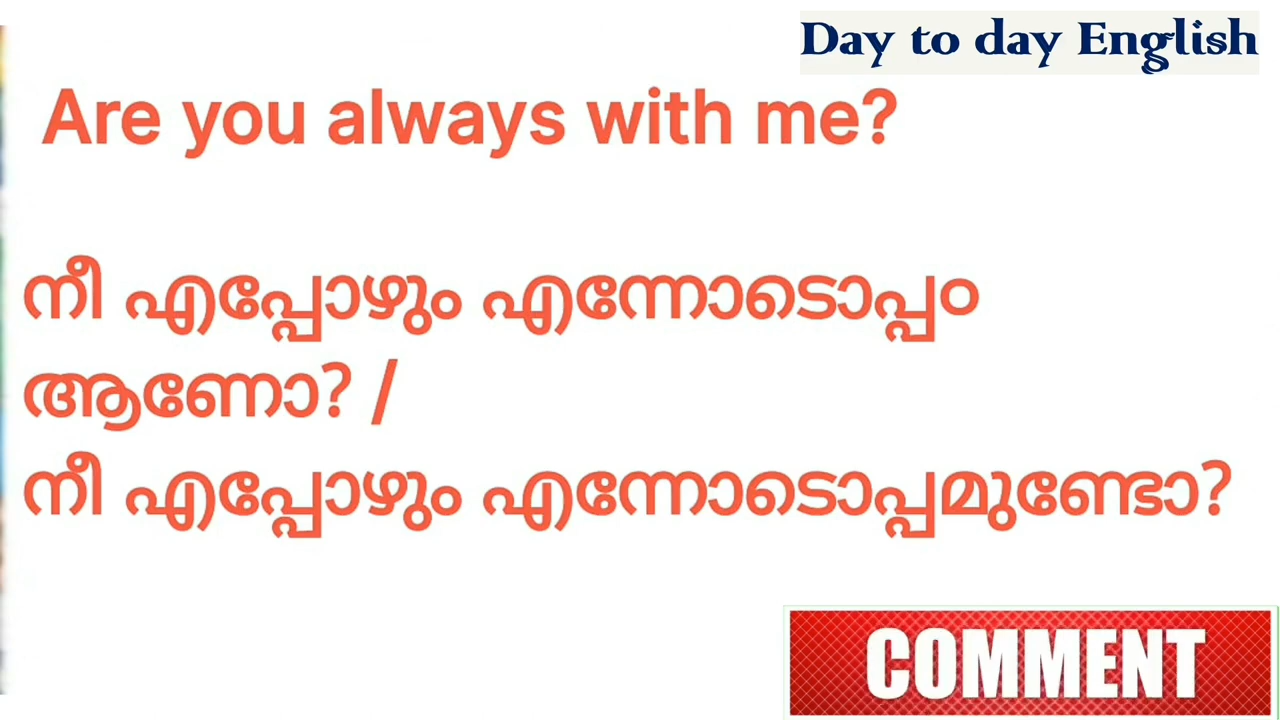 Day to day English
Are you always with me?
നീ എപ്പോഴും എന്നോടൊപ്പം
ആണോ? /
നീ എപ്പോഴും എന്നോടൊപ്പമുണ്ടോ?
COMMENT